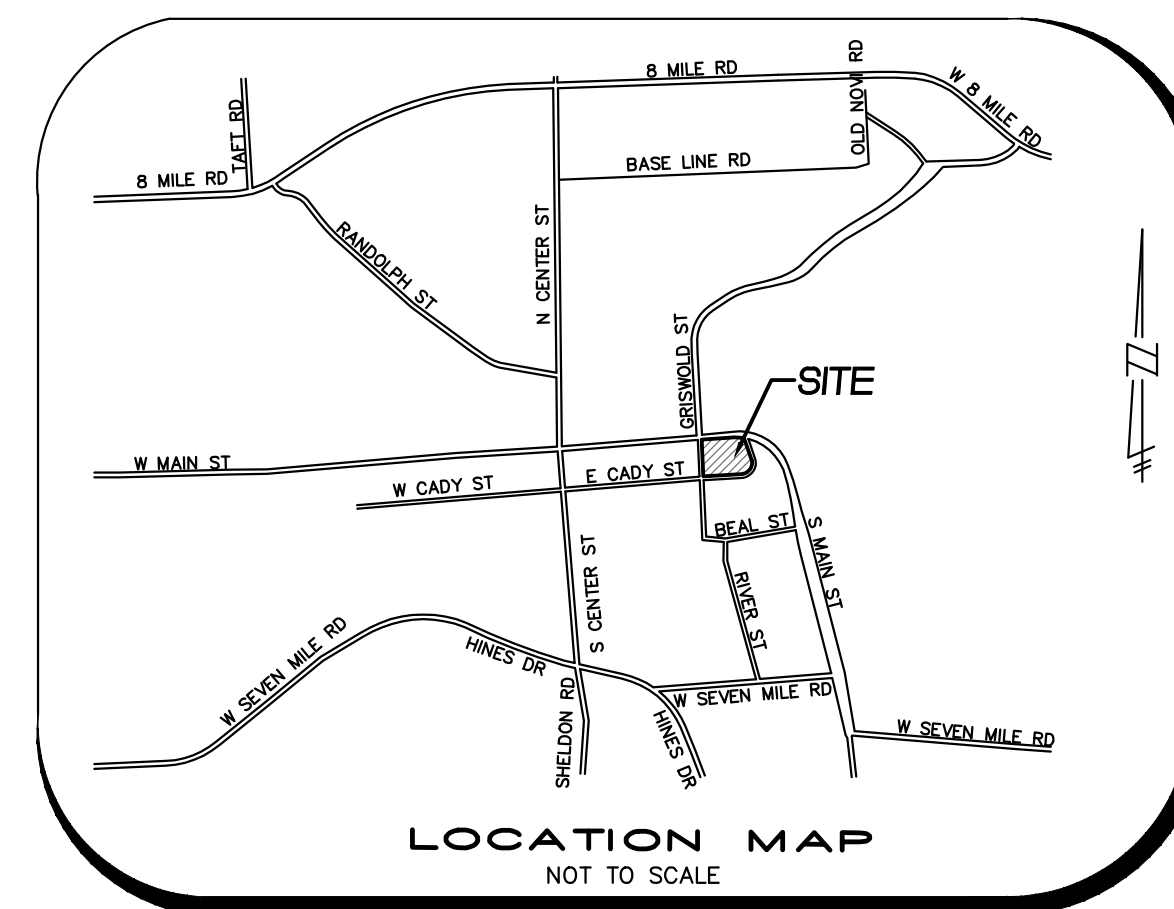 8 MILE RD
OLD NOVI RD
W 8 MILE RD
TAFT RD
8 MILE RD
BASE LINE RD
RANDOLPH ST
N CENTER ST
GRISWOLD ST
SITE
W MAIN ST
W CADY ST
E CADY ST
BEAL ST
S MAIN ST
S CENTER ST
RIVER ST
W SEVEN MILE RD
HINES DR
SHELDON RD
W SEVEN MILE RD
HINES DR
W SEVEN MILE RD
N
LOCATION MAP
NOT TO SCALE